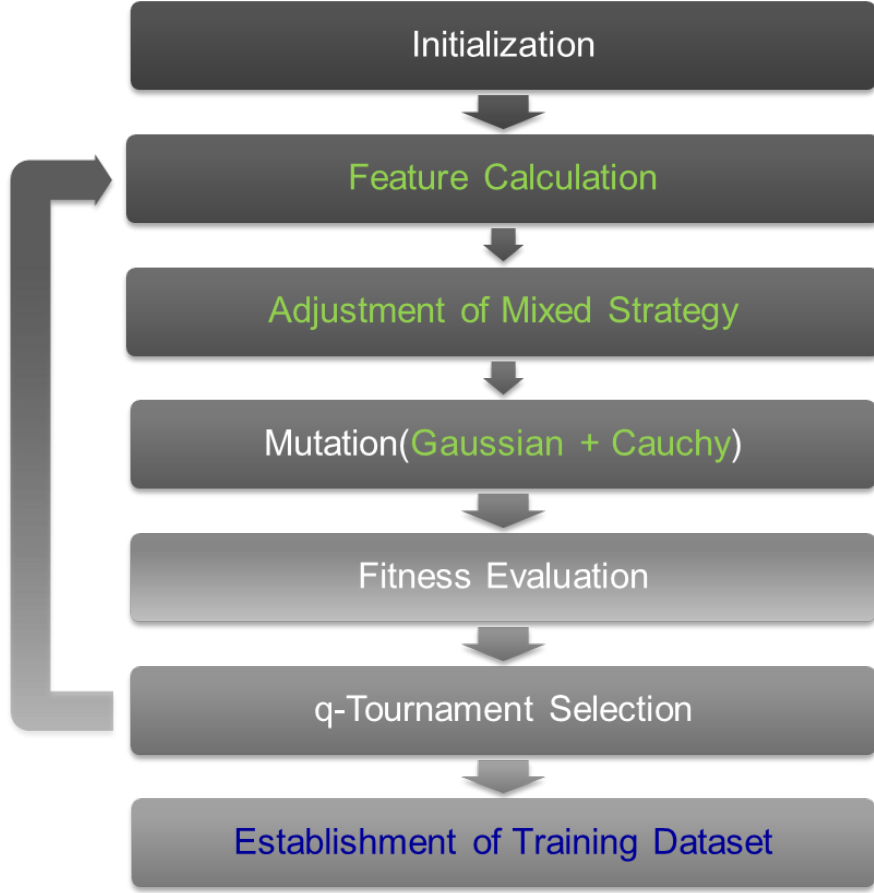 Initialization
Feature Calculation
Adjustment of Mixed Strategy
Mutation(Gaussian + Cauchy)
Fitness Evaluation
q-Tournament Selection
Establishment of Training Dataset